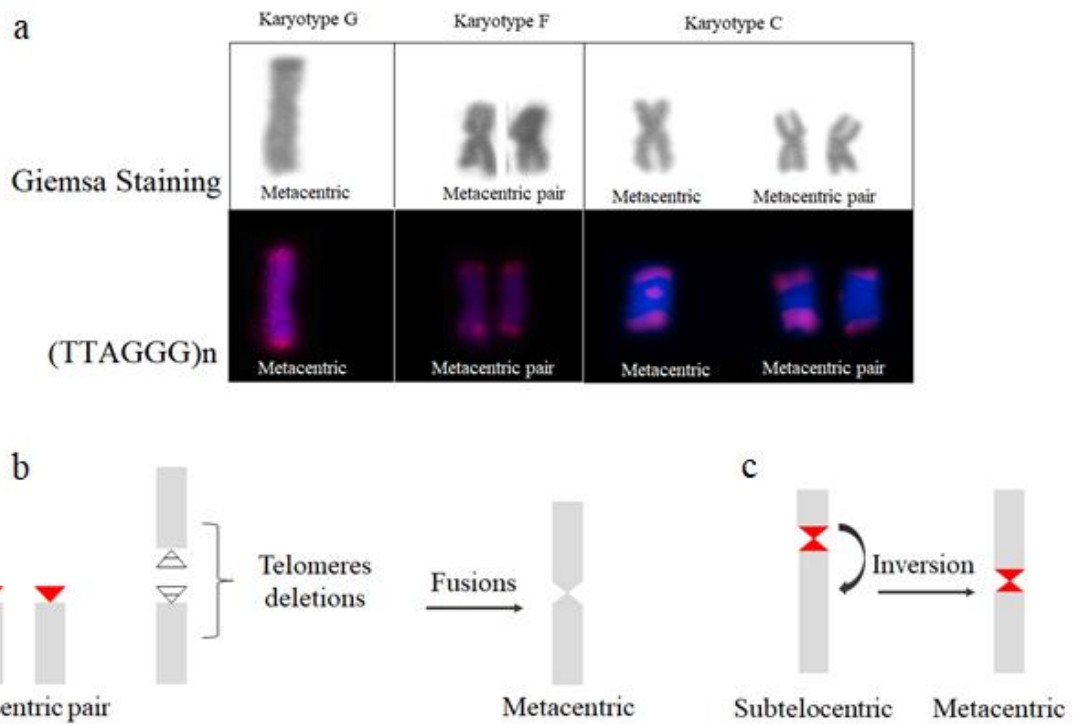 a
Karyotype G
Karyotype F
Karyotype C
Giemsa Staining
Metacentric
Metacentric pair
Metacentric
Metacentric pair
(TTAGGG)n
Metacentric
Metacentric pair
Metacentric
Metacentric pair
b
Telomeres
deletions
Fusions
entric pair
Metacentric
c
Inversion
Subtelocentric
Metacentric